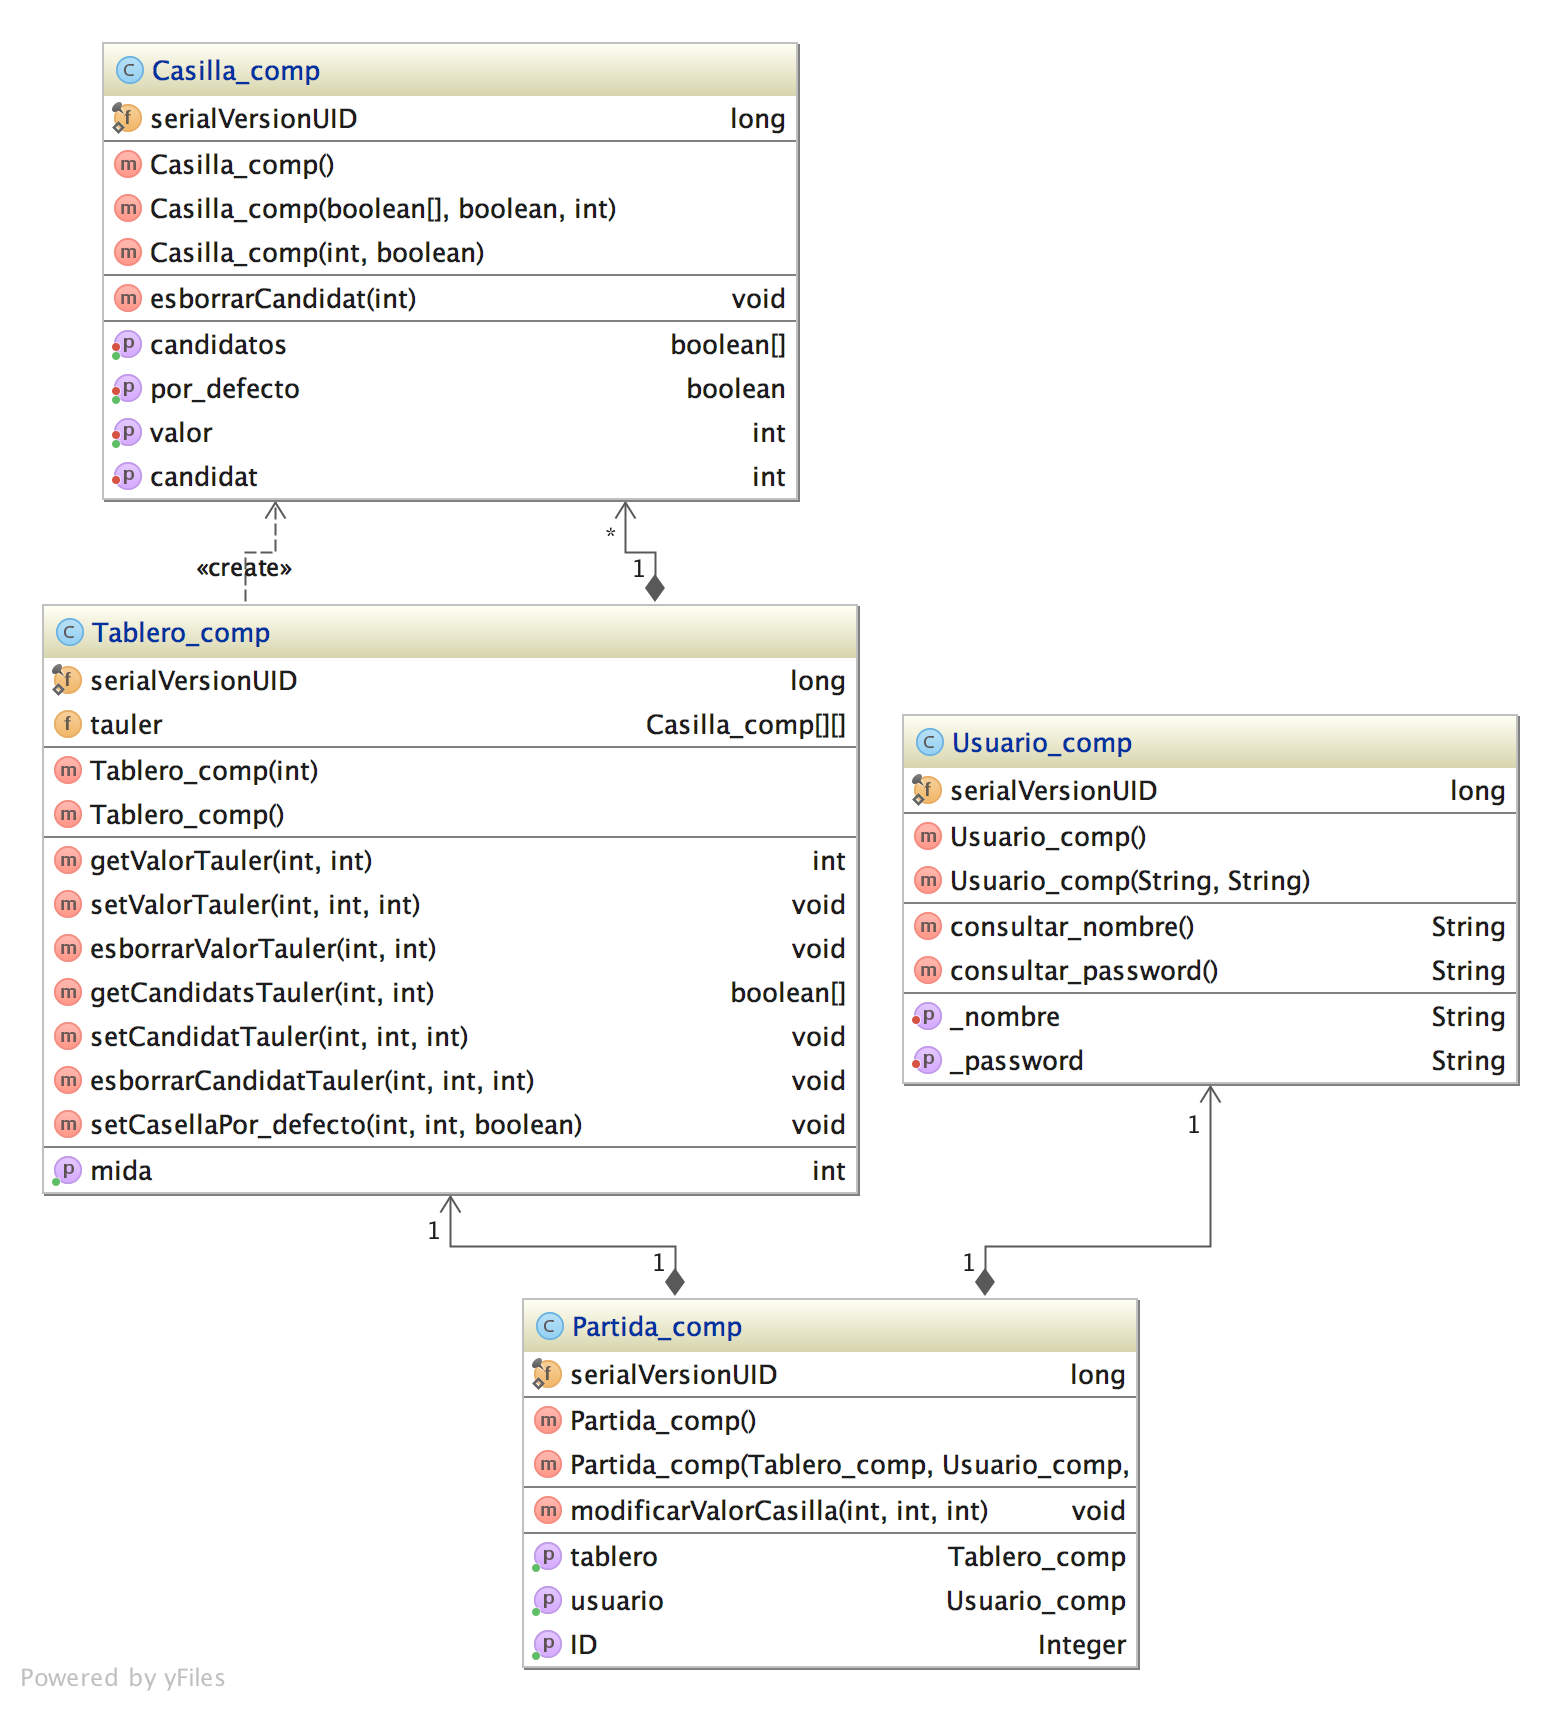 Casilla_comp
serialVersionUID long
Casilla_comp()
Casilla_comp(boolean[], boolean, int)
Casilla_comp(int, boolean)
esborrarCandidat(int) void
candidatos boolean[]
por_defecto boolean
valor int
candidat int
*
«create» 1
Tablero_comp
serialVersionUID long
tauler Casilla_comp[][]
Tablero_comp(int)
Tablero_comp()
getValorTauler(int, int) int
setValorTauler(int, int, int) void
esborrarValorTauler(int, int) void
getCandidatsTauler(int, int) boolean[]
setCandidatTauler(int, int, int) void
esborrarCandidatTauler(int, int, int) void
setCasellaPor_defecto(int, int, boolean) void
mida int
Usuario_comp
serialVersionUID long
Usuario_comp()
Usuario_comp(String, String)
consultar_nombre() String
consultar_password() String
_nombre String
_password String
1
1
1 1
Partida_comp
serialVersionUID long
Partida_comp()
Partida_comp(Tablero_comp, Usuario_comp,
modificarValorCasilla(int, int, int) void
tablero Tablero_comp
usuario Usuario_comp
ID Integer
Powered by yFiles